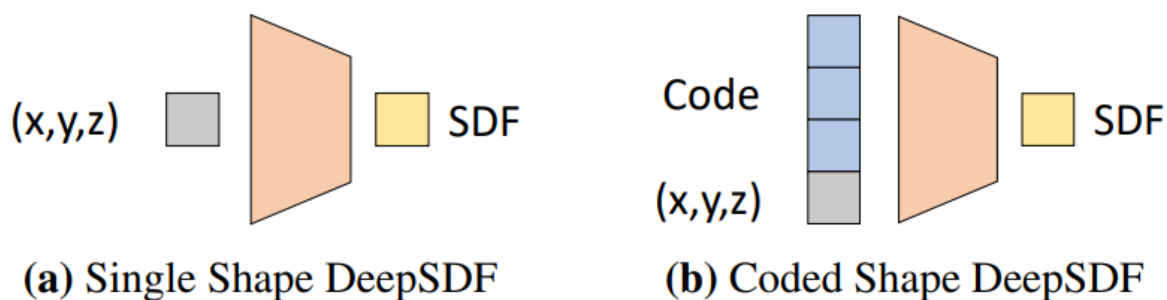 (x,y,z) SDF
(a) Single Shape DeepSDF
Code
SDF
(x,y,z)
(b) Coded Shape DeepSDF